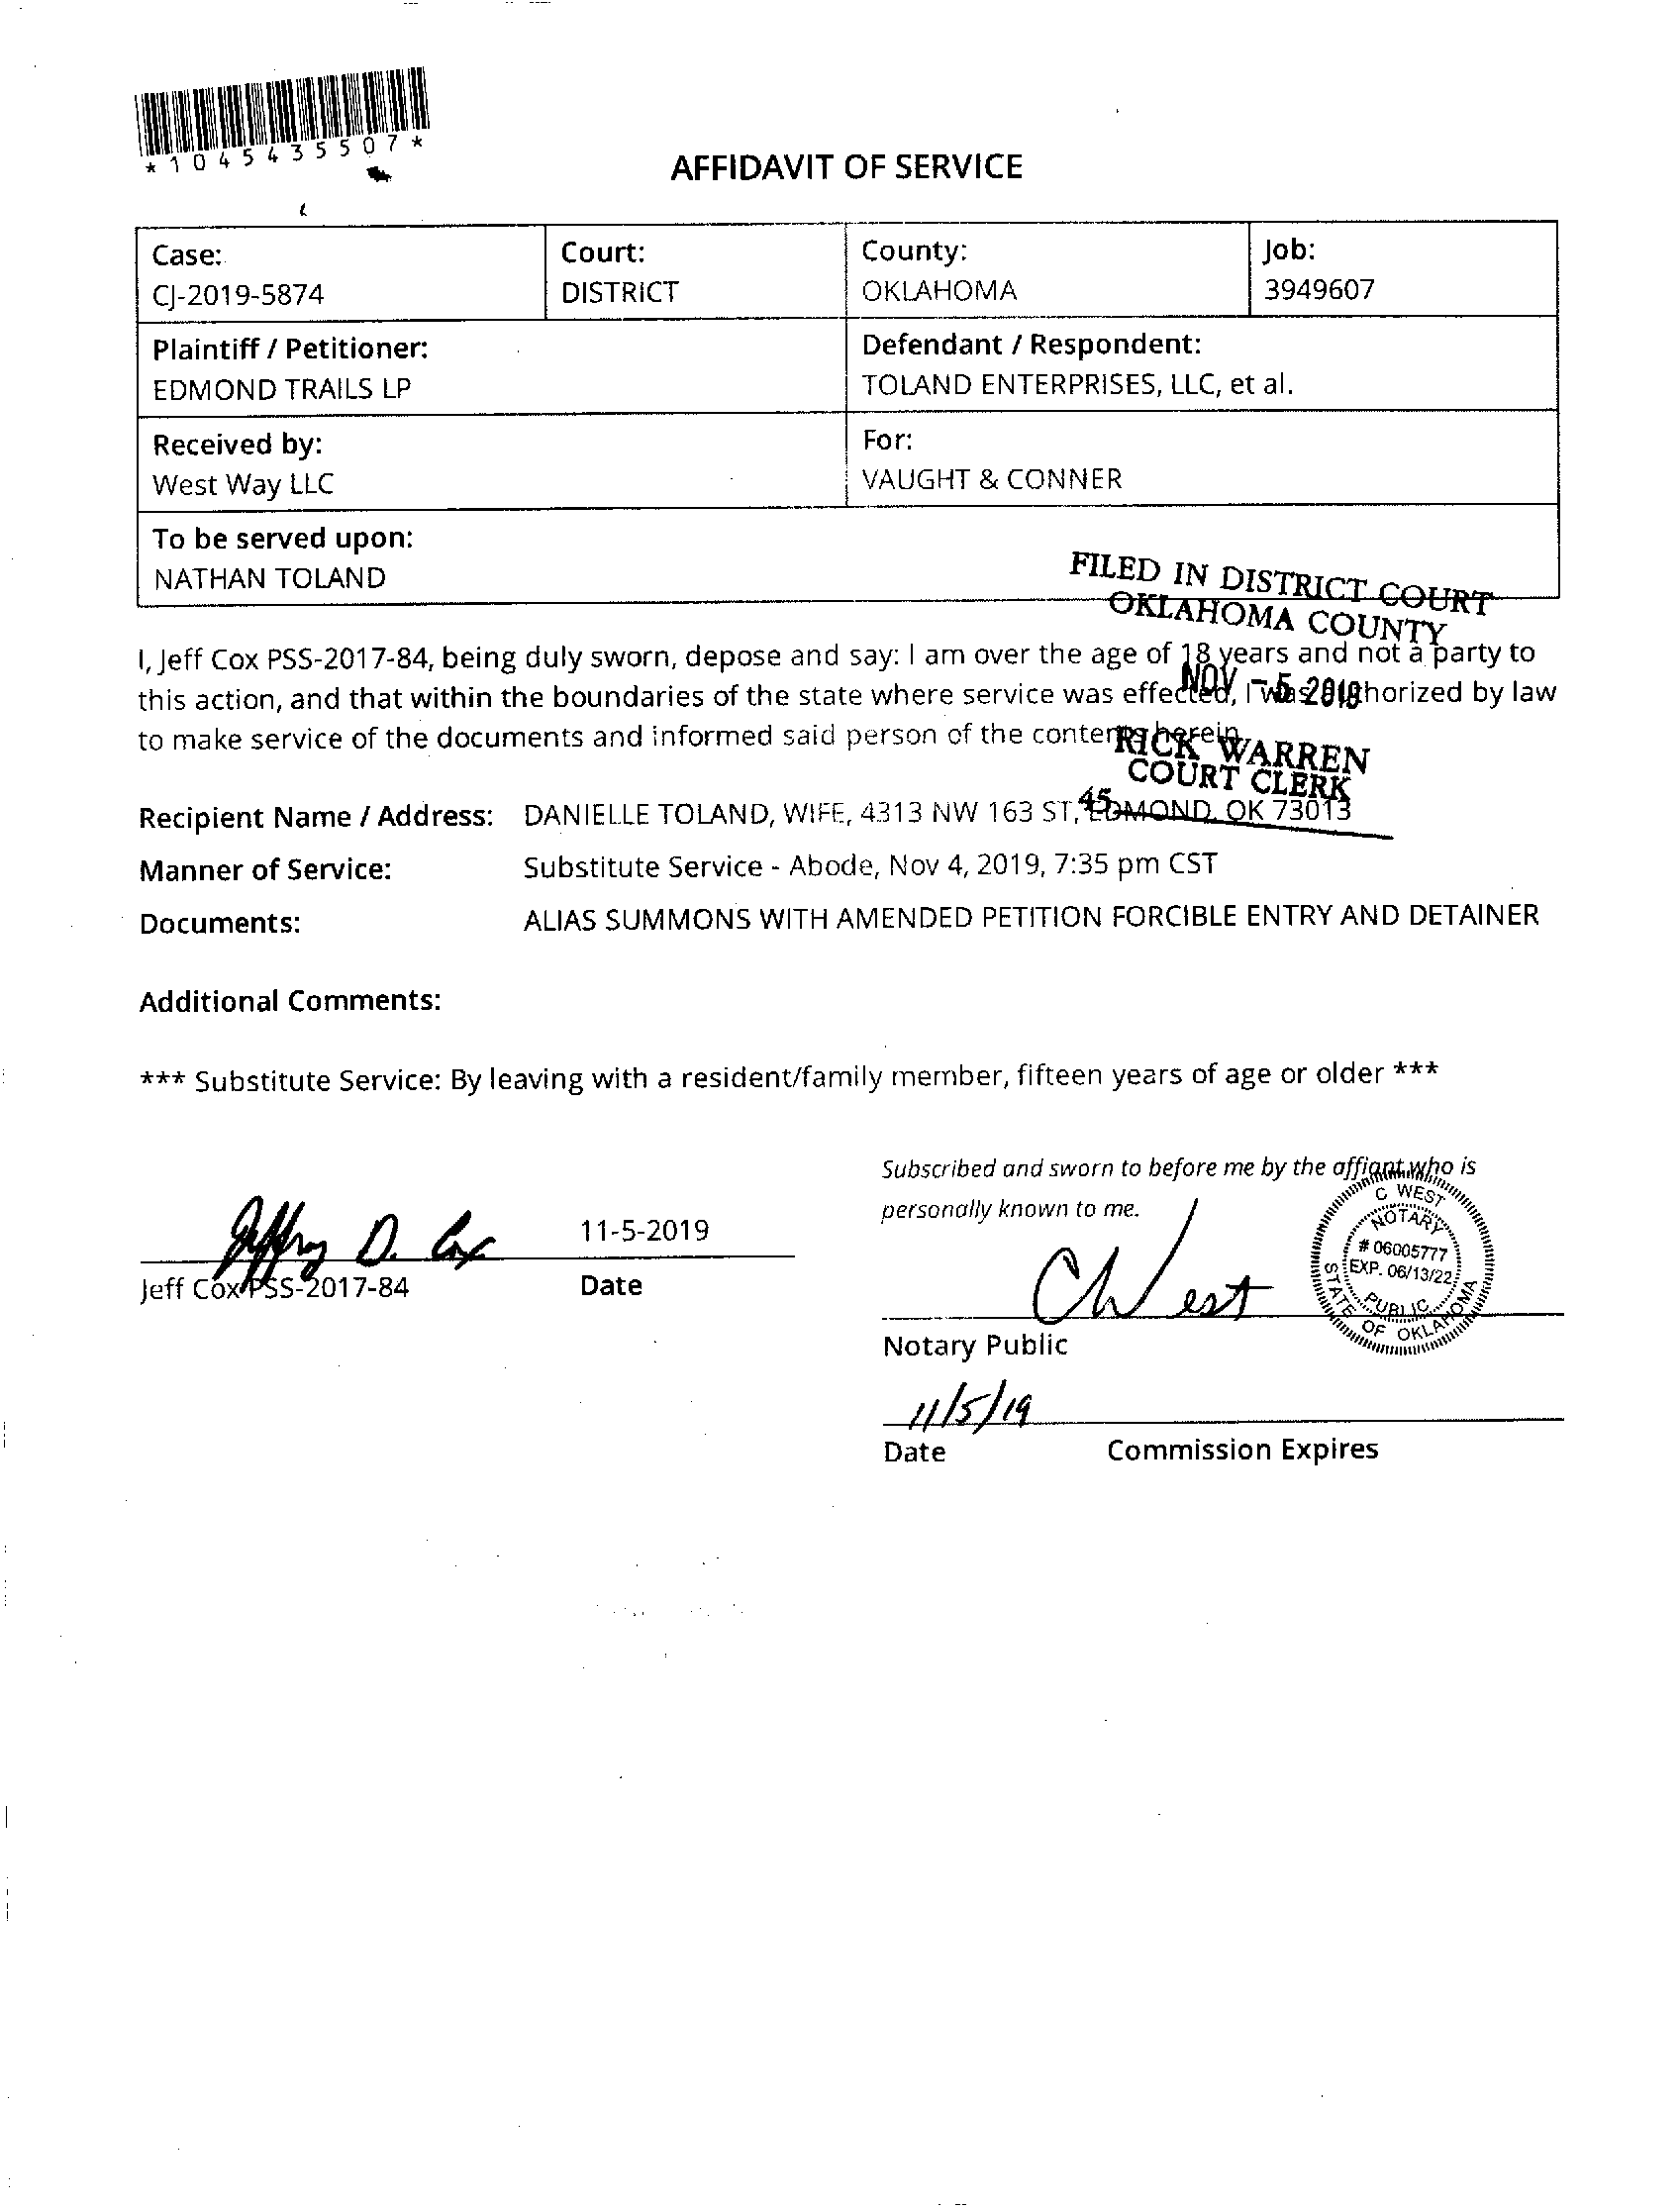 *1045435507*
AFFIDAVIT OF SERVICE
Case:
CJ-2019-5874
Court:
DISTRICT
County:
OKLAHOMA
Job:
3949607
Plaintiff / Petitioner:
EDMOND TRAILS LP
Defendant / Respondent:
TOLAND ENTERPRISES, LLC, et al.
Received by:
West Way LLC
For:
VAUGHT & CONNER
To be served upon:
NATHAN TOLAND
FILED IN DISTRICT COURT
OKLAHOMA COUNTY
NOV -5 2019
RICK WARREN
COURT CLERK
45
I, Jeff Cox PSS-2017-84, being duly sworn, depose and say: I am over the age of 18 years and not a party to
this action, and that within the boundaries of the state where service was effected, I was authorized by law
to make service of the documents and informed said person of the contents herein
Recipient Name / Address: DANIELLE TOLAND, WIFE, 4313 NW 163 ST, EDMOND, OK 73013
Manner of Service: Substitute Service - Abode, Nov 4, 2019, 7:35 pm CST
Documents: ALIAS SUMMONS WITH AMENDED PETITION FORCIBLE ENTRY AND DETAINER
Additional Comments:
*** Substitute Service: By leaving with a resident/family member, fifteen years of age or older ***
Jeffrey D. Cox
11-5-2019
Jeff Cox PSS-2017-84
Date
Subscribed and sworn to before me by the affiant who is
personally known to me.
C West
C WEST
NOTARY
# 06005777
EXP. 06/13/22
PUBLIC
STATE OF OKLAHOMA
Notary Public
11/5/19
Date
Commission Expires